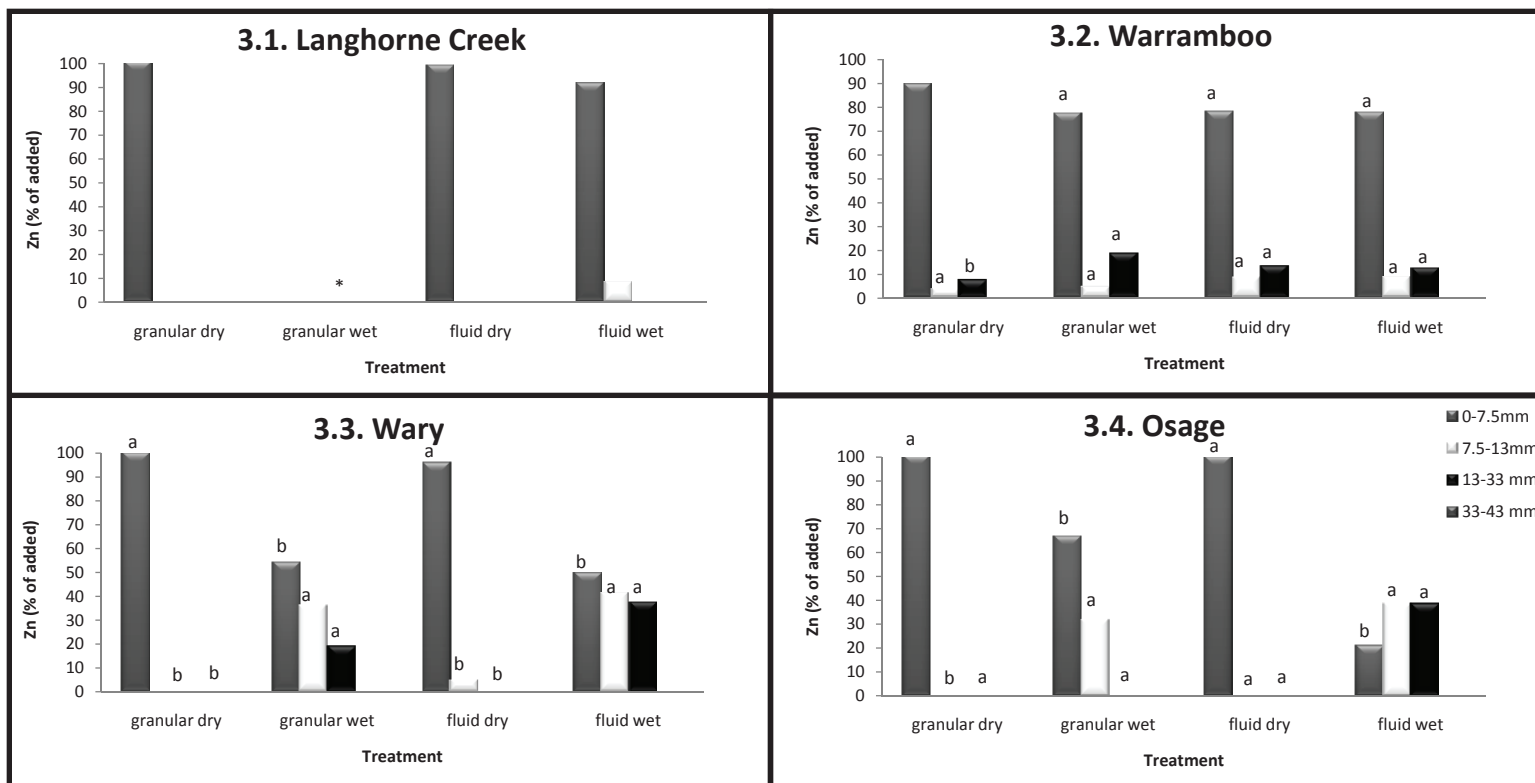 3.1. Langhorne Creek
100
90
80
70
60
50
40
30
20
10
0
Zn (% of added)
*
granular dry granular wet fluid dry fluid wet
Treatment
3.2. Warramboo
100
90
80
70
60
50
40
30
20
10
0
Zn (% of added)
a a a
a b a a a a a a
granular dry granular wet fluid dry fluid wet
Treatment
3.3. Wary
100
90
80
70
60
50
40
30
20
10
0
Zn (% of added)
a b b
b a a
a b b
b a a
granular dry granular wet fluid dry fluid wet
Treatment
3.4. Osage
100
90
80
70
60
50
40
30
20
10
0
Zn (% of added)
a b a
b a a
a a a
b a a
granular dry granular wet fluid dry fluid wet
Treatment
0-7.5mm
7.5-13mm
13-33 mm
33-43 mm